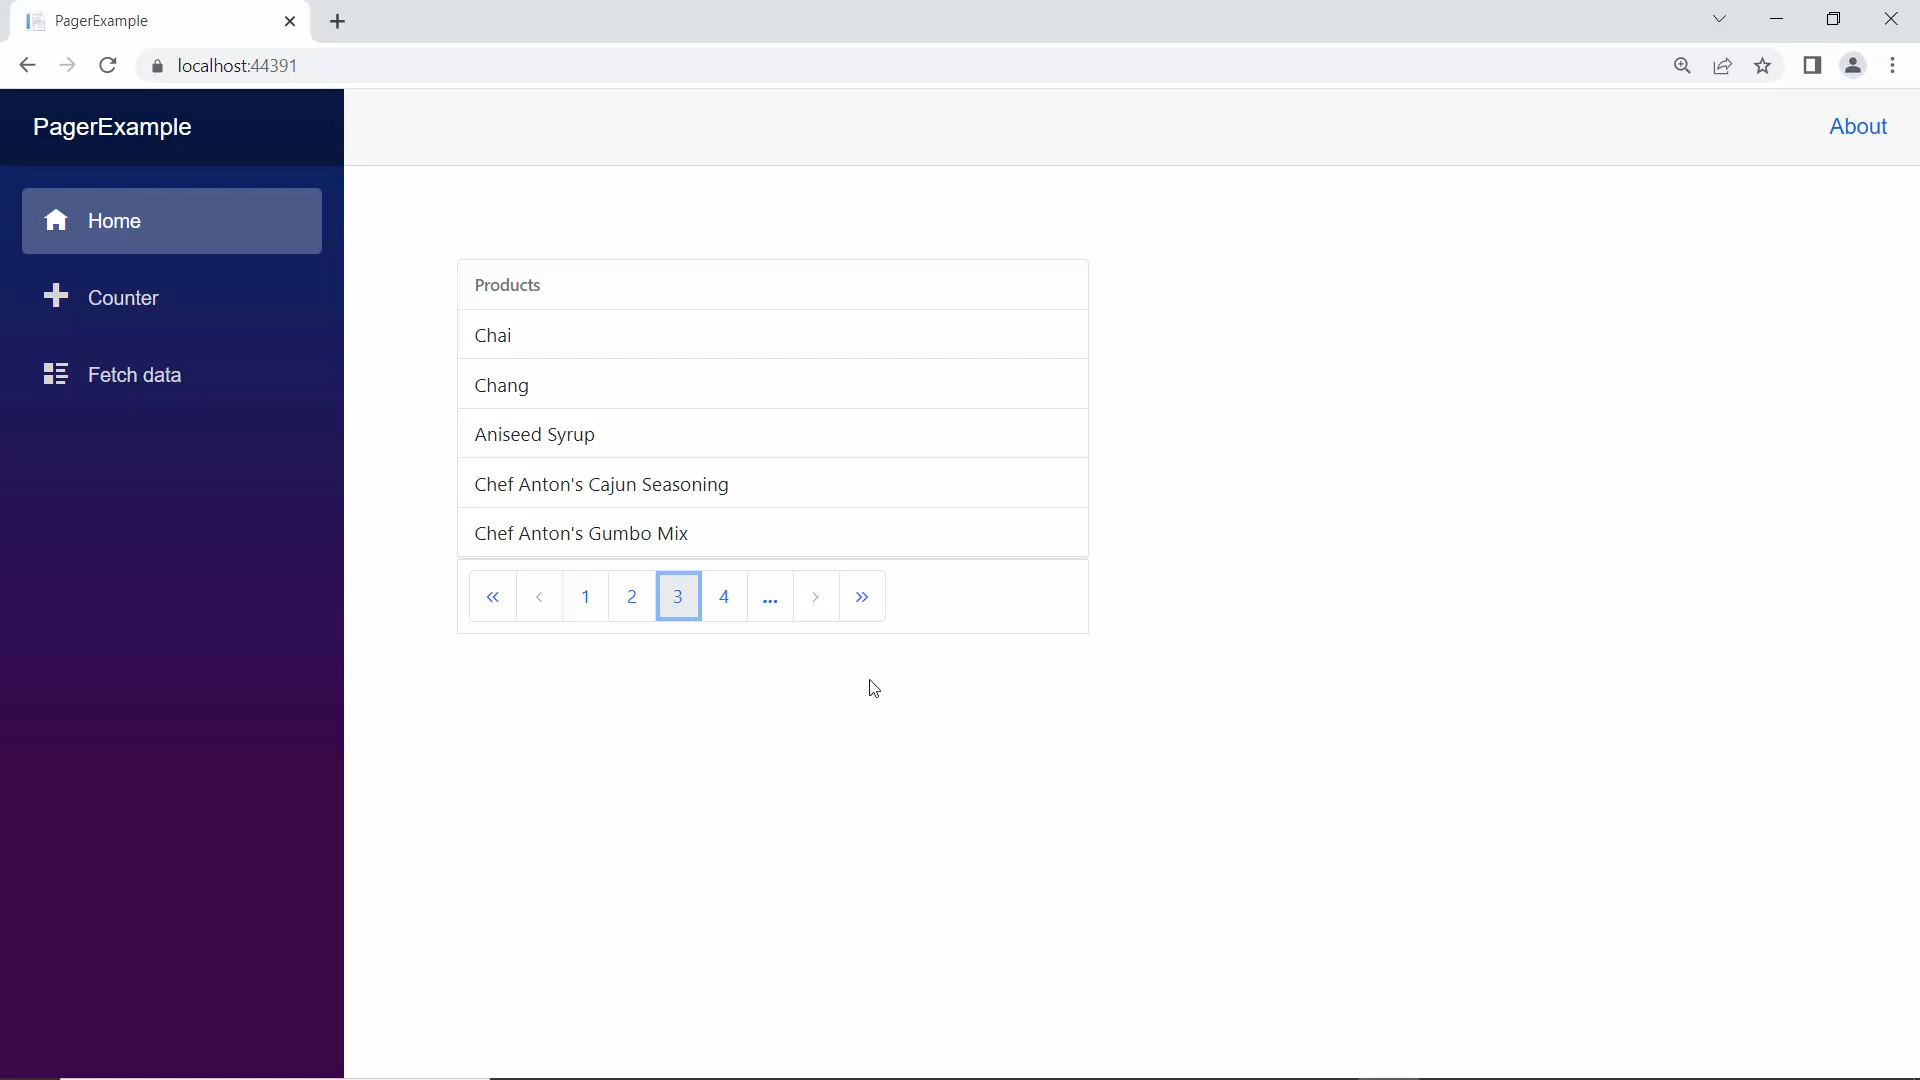 PagerExample
localhost:44391
PagerExample
About
Home
Counter
Fetch data
Products
Chai
Chang
Aniseed Syrup
Chef Anton's Cajun Seasoning
Chef Anton's Gumbo Mix
« ‹ 1 2 3 4 ... › »